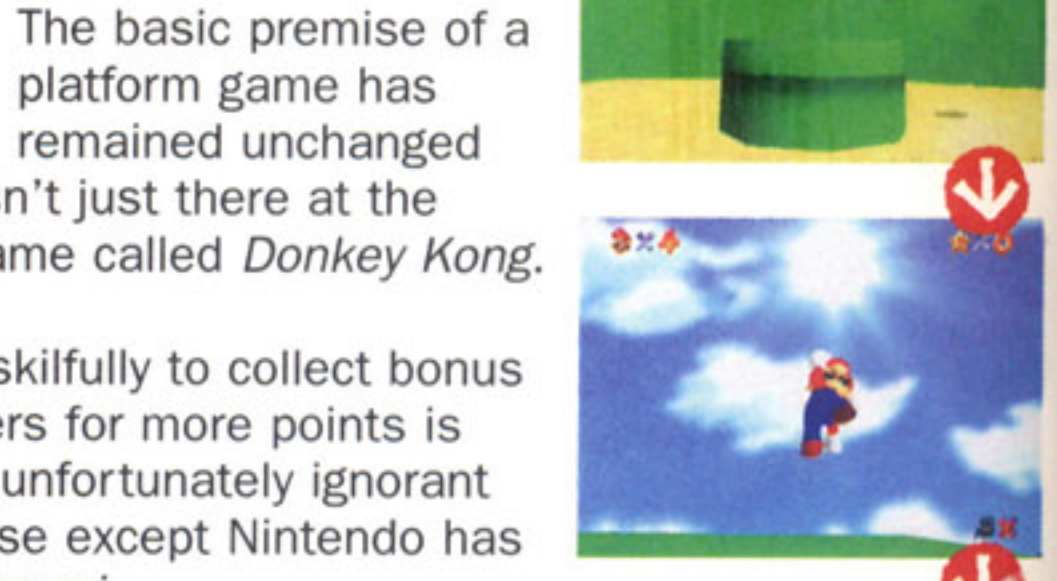 The basic premise of a
platform game has
remained unchanged
n't just there at the
ame called Donkey Kong.
skilfully to collect bonus
ers for more points is
unfortunately ignorant
se except Nintendo has